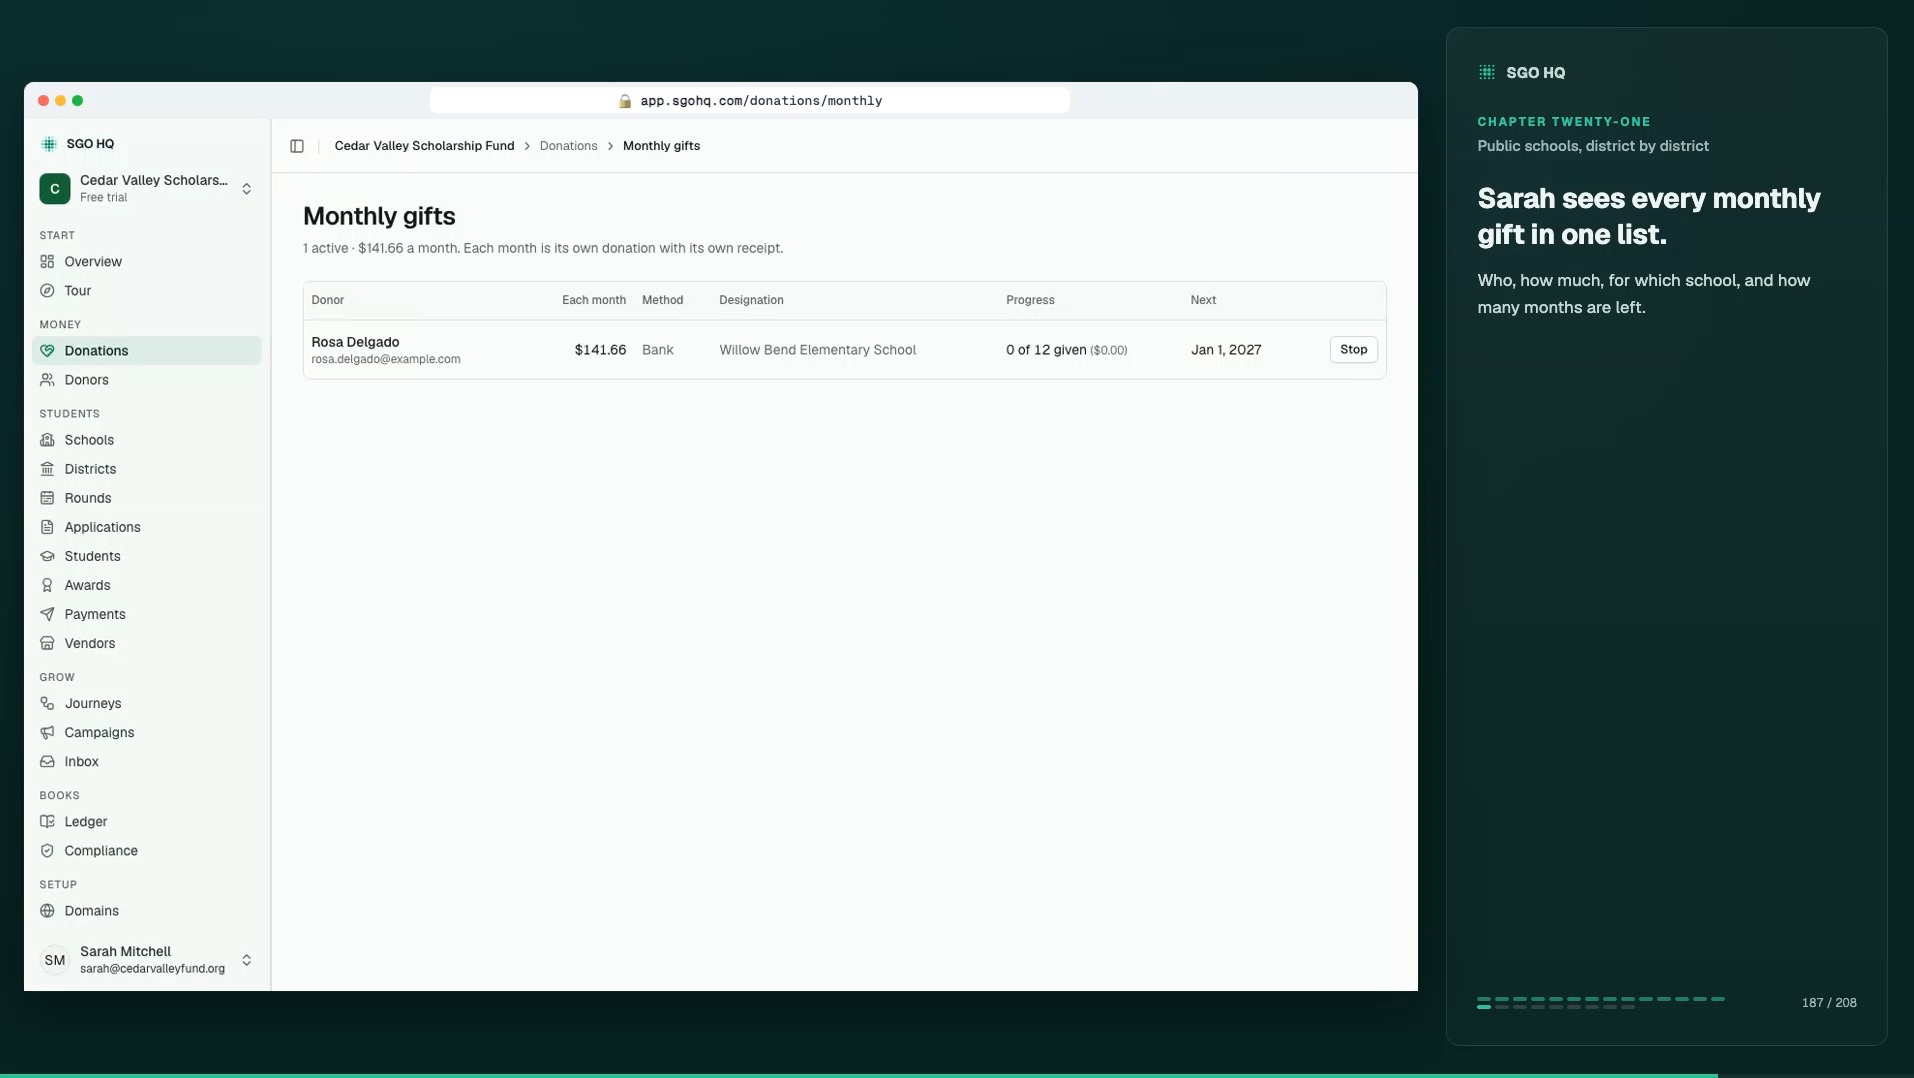 app.sgohq.com/donations/monthly
SGO HQ
C
Cedar Valley Scholars...
Free trial
START
Overview
Tour
MONEY
Donations
Donors
STUDENTS
Schools
Districts
Rounds
Applications
Students
Awards
Payments
Vendors
GROW
Journeys
Campaigns
Inbox
BOOKS
Ledger
Compliance
SETUP
Domains
SM
Sarah Mitchell
sarah@cedarvalleyfund.org
Cedar Valley Scholarship Fund > Donations > Monthly gifts
Monthly gifts
1 active · $141.66 a month. Each month is its own donation with its own receipt.
Donor Each month Method Designation Progress Next
Rosa Delgado
rosa.delgado@example.com
$141.66 Bank Willow Bend Elementary School 0 of 12 given ($0.00) Jan 1, 2027 Stop
SGO HQ
CHAPTER TWENTY-ONE
Public schools, district by district
Sarah sees every monthly
gift in one list.
Who, how much, for which school, and how
many months are left.
187 / 208